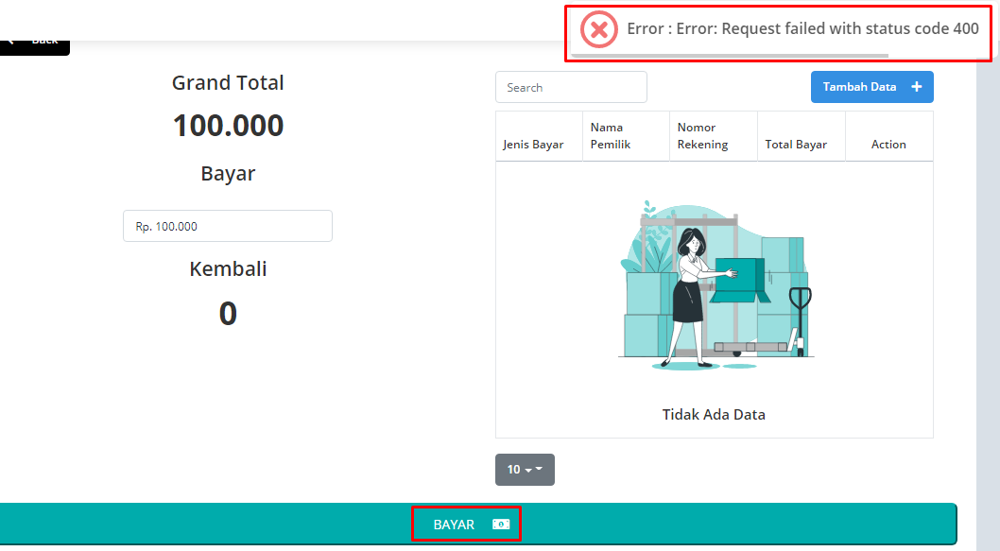 Back
Error : Error: Request failed with status code 400
Grand Total
100.000
Bayar
Rp. 100.000
Kembali
0
Search
Tambah Data +
Jenis Bayar
Nama Pemilik
Nomor Rekening
Total Bayar
Action
Tidak Ada Data
10
BAYAR